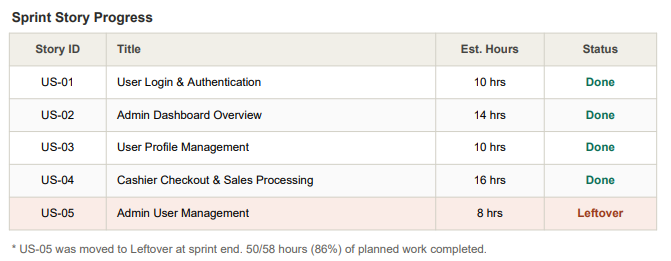 Sprint Story Progress
Story ID Title Est. Hours Status
US-01 User Login & Authentication 10 hrs Done
US-02 Admin Dashboard Overview 14 hrs Done
US-03 User Profile Management 10 hrs Done
US-04 Cashier Checkout & Sales Processing 16 hrs Done
US-05 Admin User Management 8 hrs Leftover
* US-05 was moved to Leftover at sprint end. 50/58 hours (86%) of planned work completed.